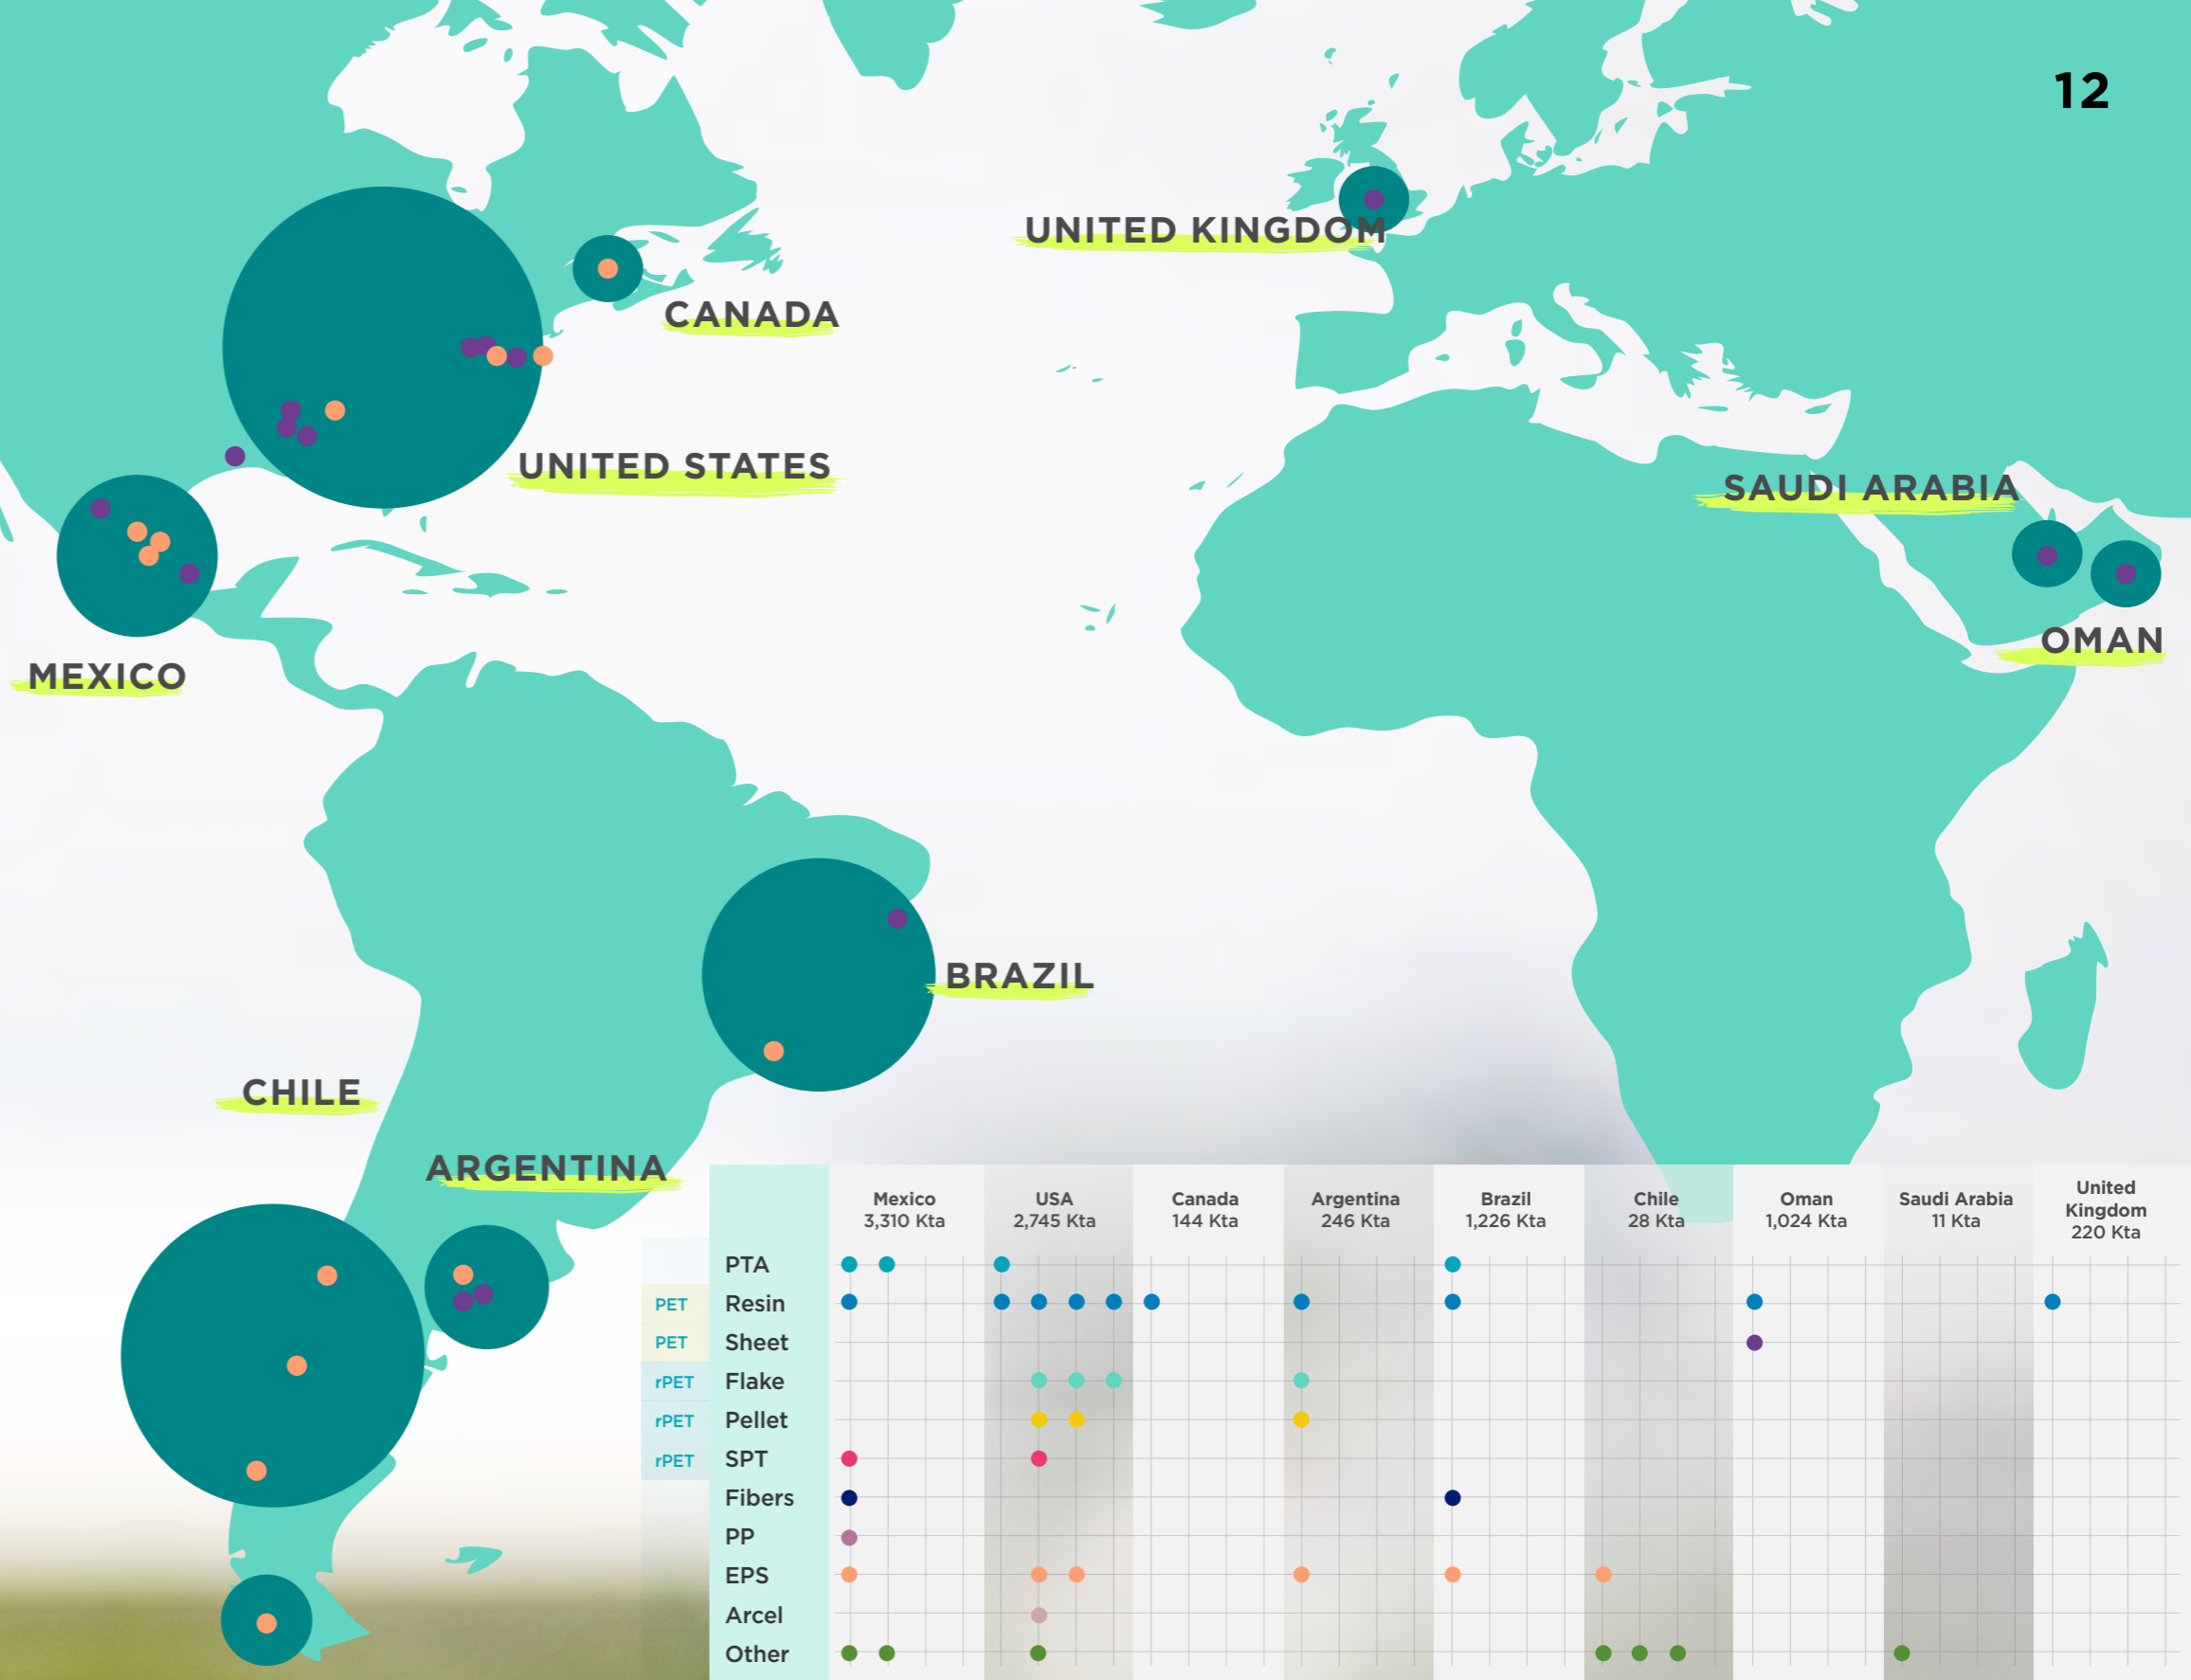 12
UNITED KINGDOM
CANADA
UNITED STATES
SAUDI ARABIA
OMAN
MEXICO
BRAZIL
CHILE
ARGENTINA
Mexico
3,310 Kta
USA
2,745 Kta
Canada
144 Kta
Argentina
246 Kta
Brazil
1,226 Kta
Chile
28 Kta
Oman
1,024 Kta
Saudi Arabia
11 Kta
United
Kingdom
220 Kta
PTA
PET Resin
PET Sheet
rPET Flake
rPET Pellet
rPET SPT
Fibers
PP
EPS
Arcel
Other